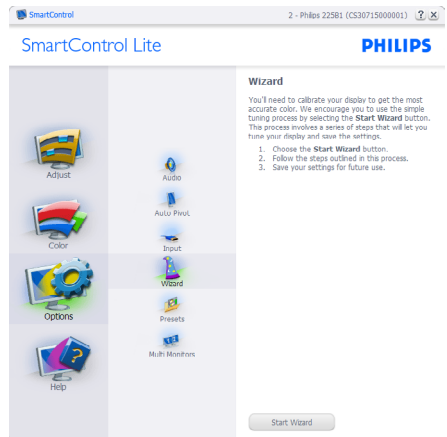 SmartControl
2 - Philips 225B1 (CS30715000001)
SmartControl Lite
PHILIPS
Wizard
You'll need to calibrate your display to get the most
accurate color. We encourage you to use the simple
tuning process by selecting the Start Wizard button.
This process involves a series of steps that will let you
tune your display and save the settings.
1. Choose the Start Wizard button.
2. Follow the steps outlined in this process.
3. Save your settings for future use.
Adjust
Color
Options
Help
Audio
Auto Pivot
Input
Wizard
Presets
Multi Monitors
Start Wizard